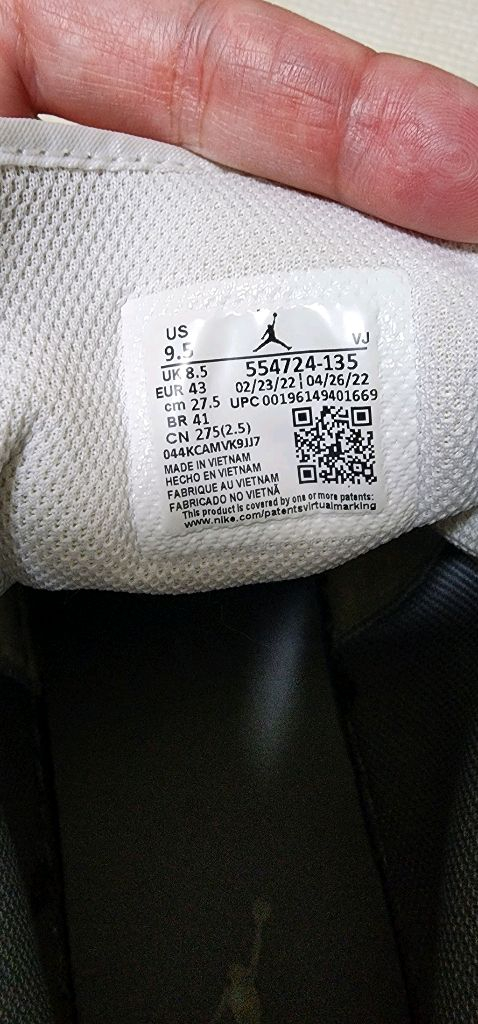 US
9.5
VJ
UK 8.5
554724-135
EUR 43
02/23/22 | 04/26/22
cm 27.5
UPC 00196149401669
BR 41
CN 275(2.5)
044KCAMVK9JJ7
MADE IN VIETNAM
HECHO EN VIETNAM
FABRIQUE AU VIETNAM
FABRICADO NO VIETNÃ
This product is covered by one or more patents:
www.nike.com/patentsvirtualmarking